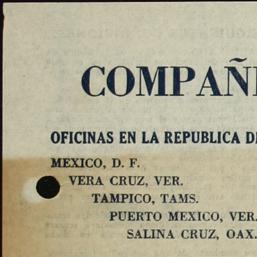 COMPAÑ
OFICINAS EN LA REPUBLICA
MEXICO, D. F.
VERA CRUZ, VER.
TAMPICO, TAMS.
PUERTO MEXICO, VER.
SALINA CRUZ, OAX.